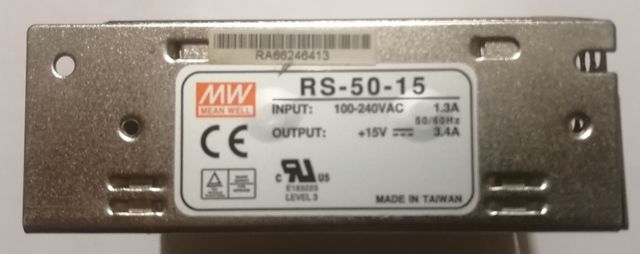 RA66246413
MW
MEAN WELL
RS-50-15
INPUT: 100-240VAC 1.3A
50/60Hz
OUTPUT: +15V 3.4A
CE
c UR us
E183223
LEVEL 3
MADE IN TAIWAN